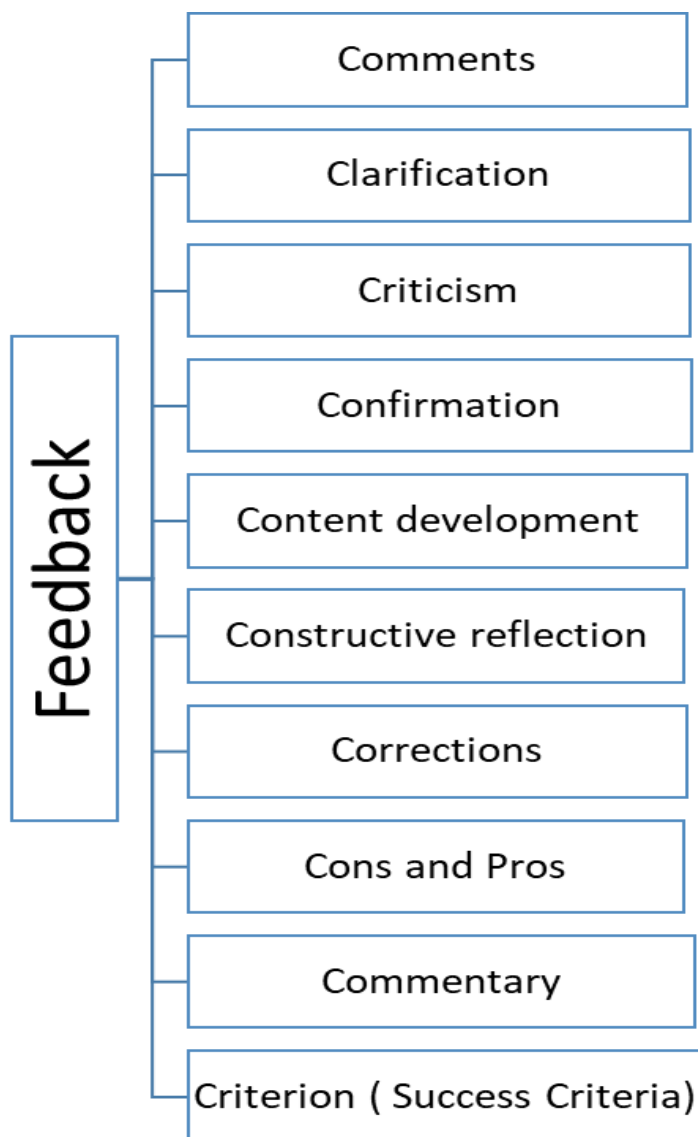 Feedback
Comments
Clarification
Criticism
Confirmation
Content development
Constructive reflection
Corrections
Cons and Pros
Commentary
Criterion ( Success Criteria)